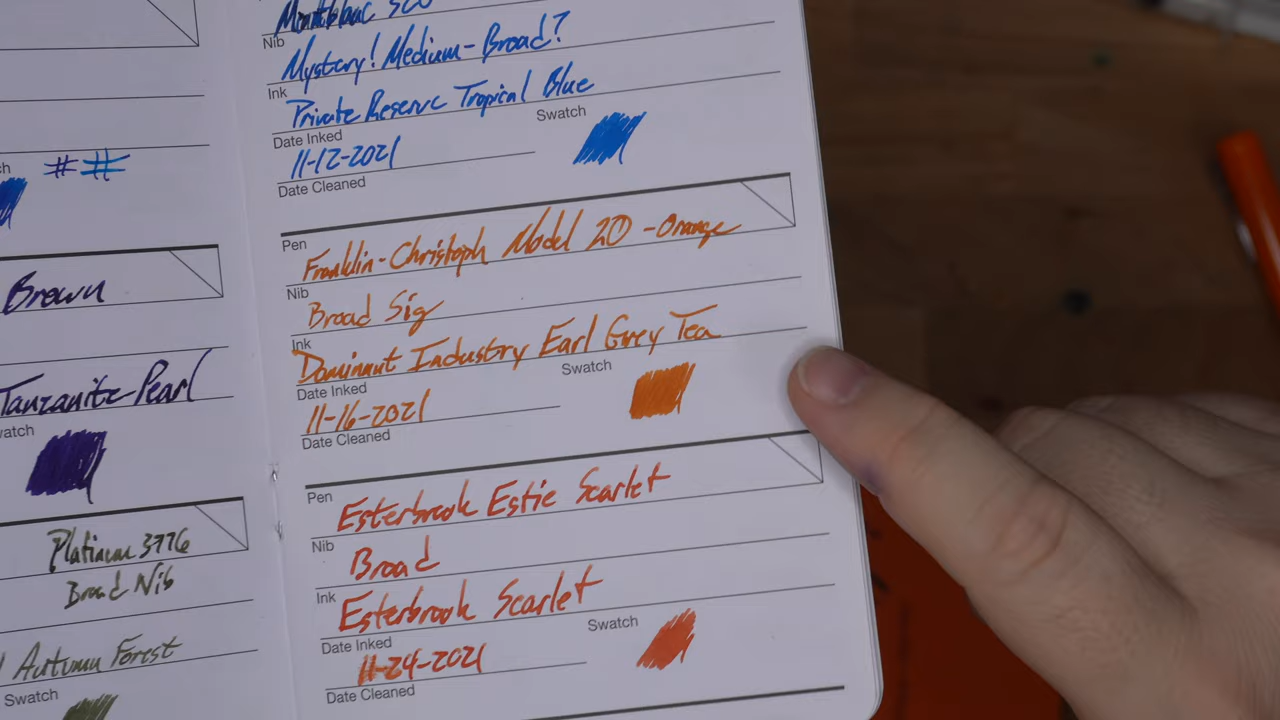 ch
# #
Brown
Tanzanite-Pearl
watch
Platinum 3776
Broad Nib
Autumn Forest
Swatch
Montblanc
Nib
Mystery! Medium-Broad?
Ink
Private Reserve Tropical Blue
Date Inked
11-12-2021
Swatch
Date Cleaned
Pen
Franklin-Christoph Model 20 -Orange
Nib
Broad Sig
Ink
Dominant Industry Earl Grey Tea
Date Inked
11-16-2021
Swatch
Date Cleaned
Pen
Esterbrook Estie Scarlet
Nib
Broad
Ink
Esterbrook Scarlet
Date Inked
11-24-2021
Swatch
Date Cleaned